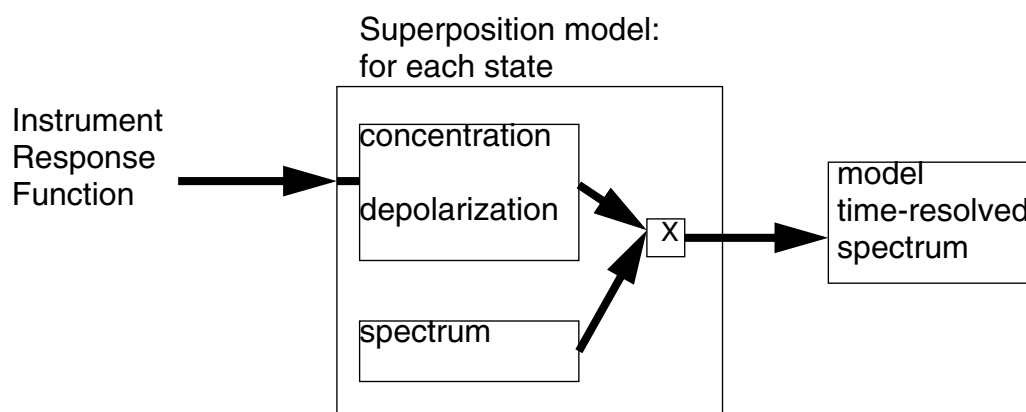 Superposition model:
for each state
Instrument
Response
Function
concentration
depolarization
X
spectrum
model
time-resolved
spectrum